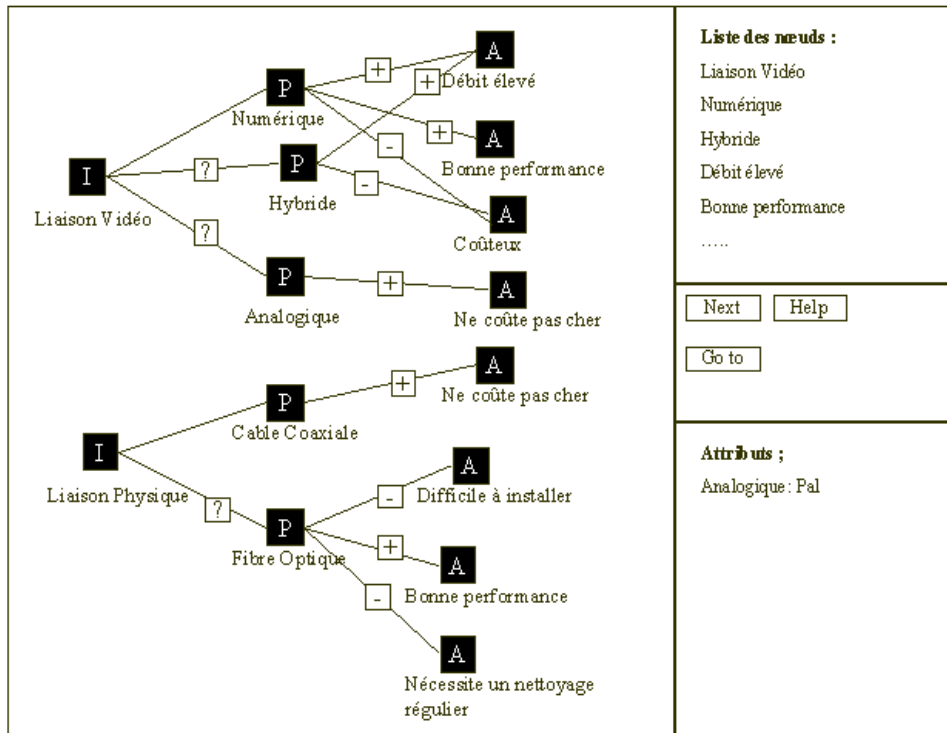 A
+
P
Débit élevé
+
Numérique
+
A
-
Bonne performance
?
P
-
I
Hybride
A
Liaison Vidéo
?
Coûteux
P
+
A
Analogique
Ne coûte pas cher
A
+
P
Ne coûte pas cher
Cable Coaxiale
I
A
Liaison Physique
-
Difficile à installer
?
P
+
Fibre Optique
A
Bonne performance
-
A
Nécessite un nettoyage
régulier
Liste des nœuds :
Liaison Vidéo
Numérique
Hybride
Débit élevé
Bonne performance
.....
Next
Help
Go to
Attributs ;
Analogique: Pal